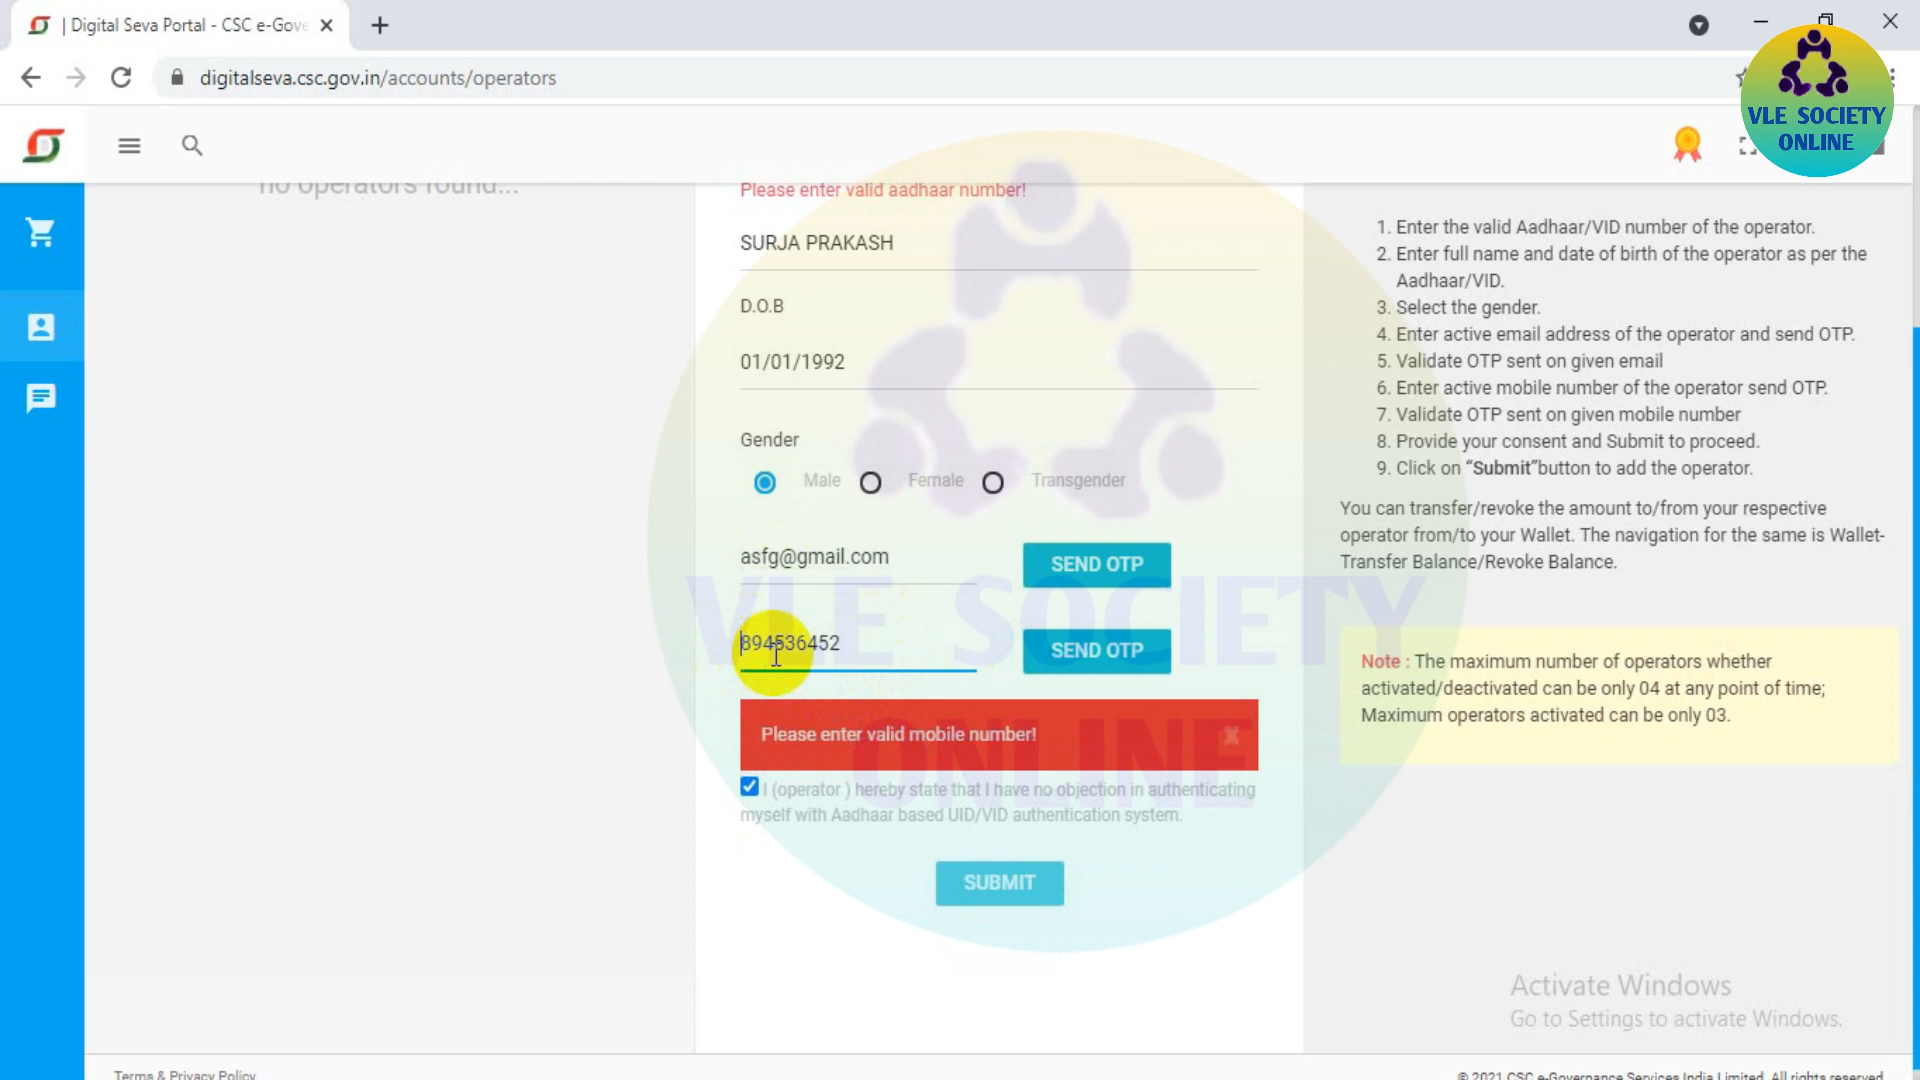 | Digital Seva Portal - CSC e-Gove
digitalseva.csc.gov.in/accounts/operators
VLE SOCIETY
ONLINE
no operators found...
Please enter valid aadhaar number!
SURJA PRAKASH
D.O.B
01/01/1992
Gender
Male
Female
Transgender
asfg@gmail.com
SEND OTP
894536452
SEND OTP
Please enter valid mobile number!
x
I (operator ) hereby state that I have no objection in authenticating
myself with Aadhaar based UID/VID authentication system.
SUBMIT
VLE SOCIETY
ONLINE
1. Enter the valid Aadhaar/VID number of the operator.
2. Enter full name and date of birth of the operator as per the
Aadhaar/VID.
3. Select the gender.
4. Enter active email address of the operator and send OTP.
5. Validate OTP sent on given email
6. Enter active mobile number of the operator send OTP.
7. Validate OTP sent on given mobile number
8. Provide your consent and Submit to proceed.
9. Click on “Submit”button to add the operator.
You can transfer/revoke the amount to/from your respective
operator from/to your Wallet. The navigation for the same is Wallet-
Transfer Balance/Revoke Balance.
Note : The maximum number of operators whether
activated/deactivated can be only 04 at any point of time;
Maximum operators activated can be only 03.
Activate Windows
Go to Settings to activate Windows.
Terms & Privacy Policy
© 2021 CSC e-Governance Services India Limited. All rights reserved